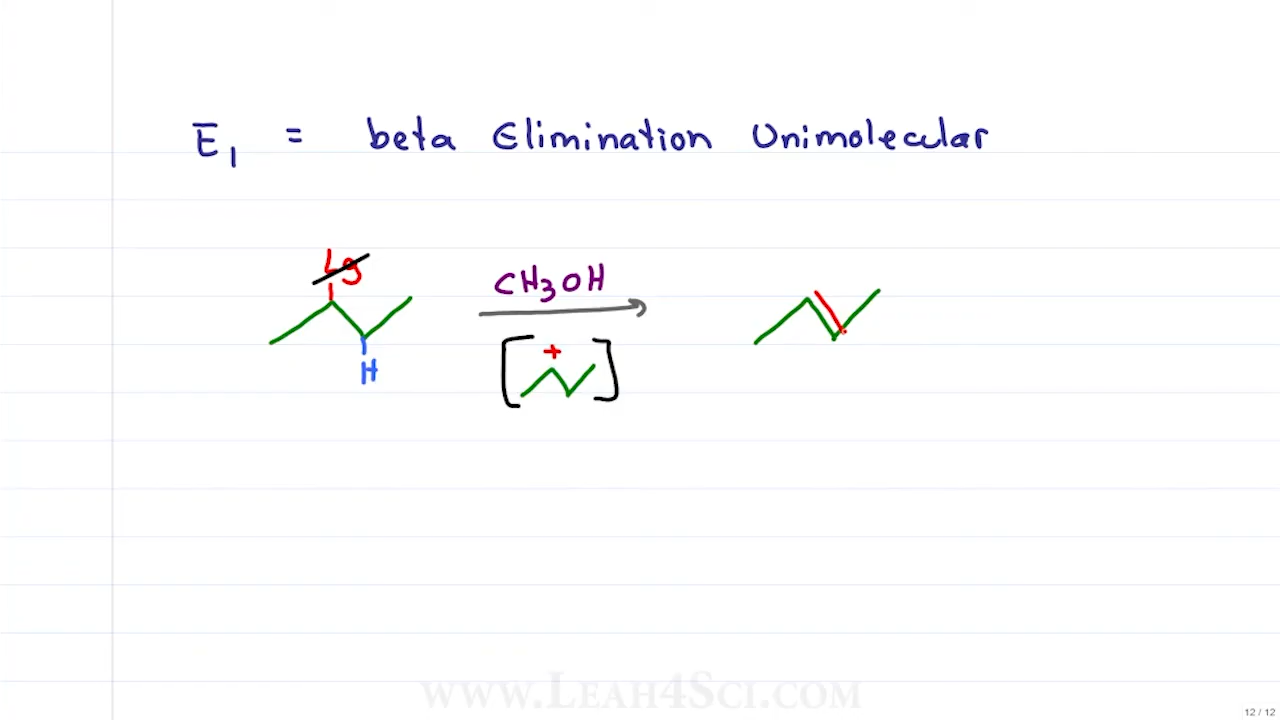 E₁ = beta Elimination Unimolecular
Lg
CH₃OH
+
H
www.Leah4Sci.com
12 / 12